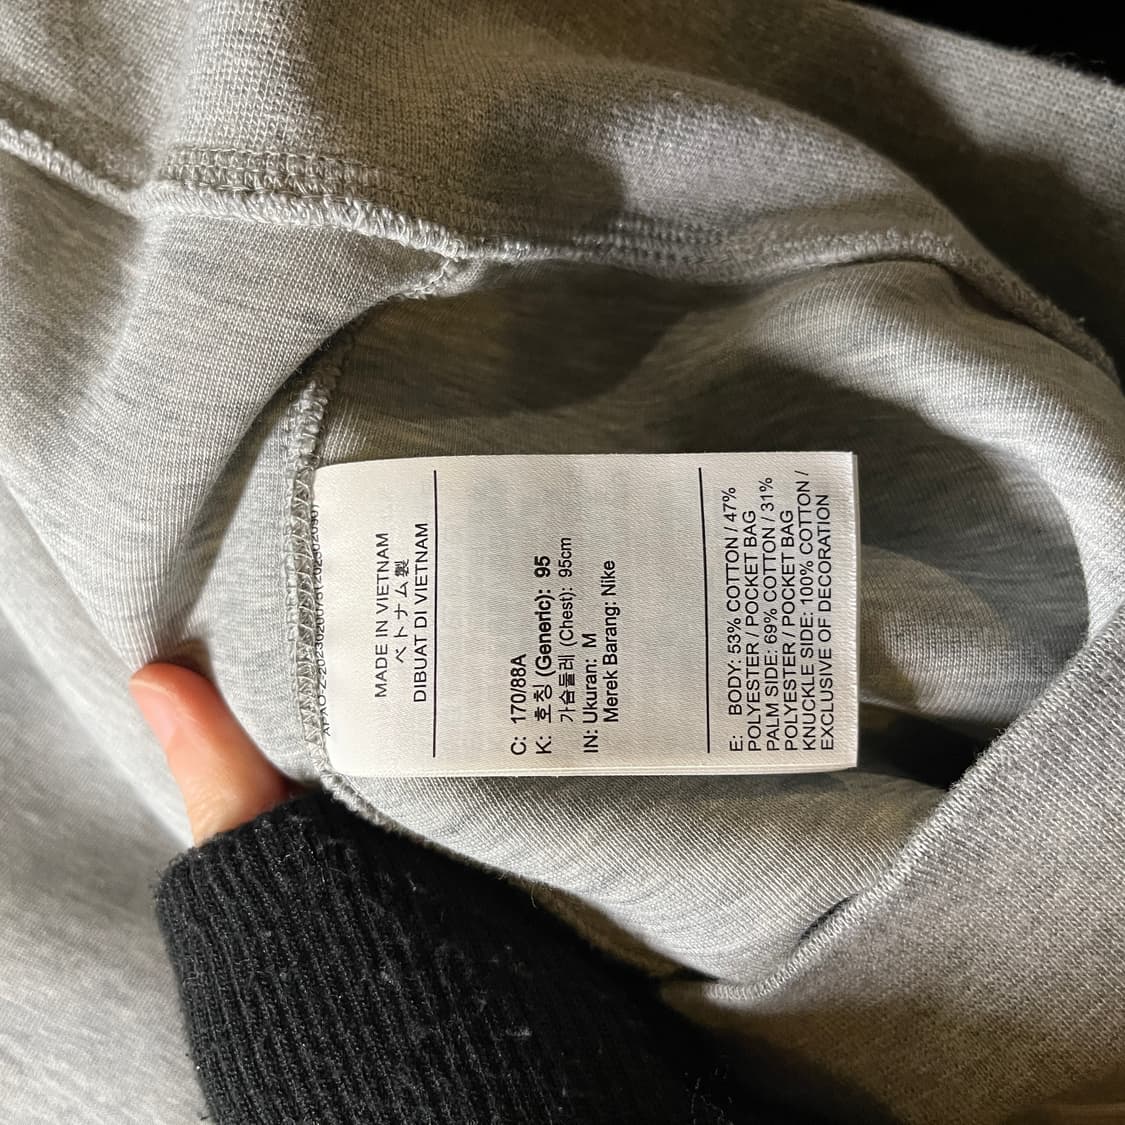 MADE IN VIETNAM
ベトナム製
DIBUAT DI VIETNAM
C: 170/88A
K: 호칭 (Generic): 95
가슴둘레 (Chest): 95cm
IN: Ukuran: M
Merek Barang: Nike
E: BODY: 53% COTTON / 47%
POLYESTER / POCKET BAG
PALM SIDE: 69% COTTON / 31%
POLYESTER / POCKET BAG
KNUCKLE SIDE: 100% COTTON /
EXCLUSIVE OF DECORATION